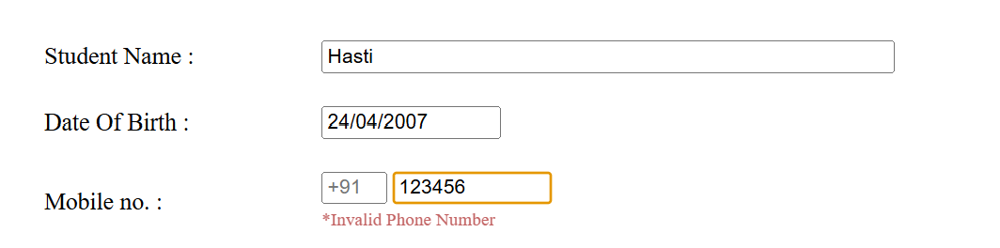 Student Name : Hasti
Date Of Birth : 24/04/2007
Mobile no. : +91 123456
*Invalid Phone Number